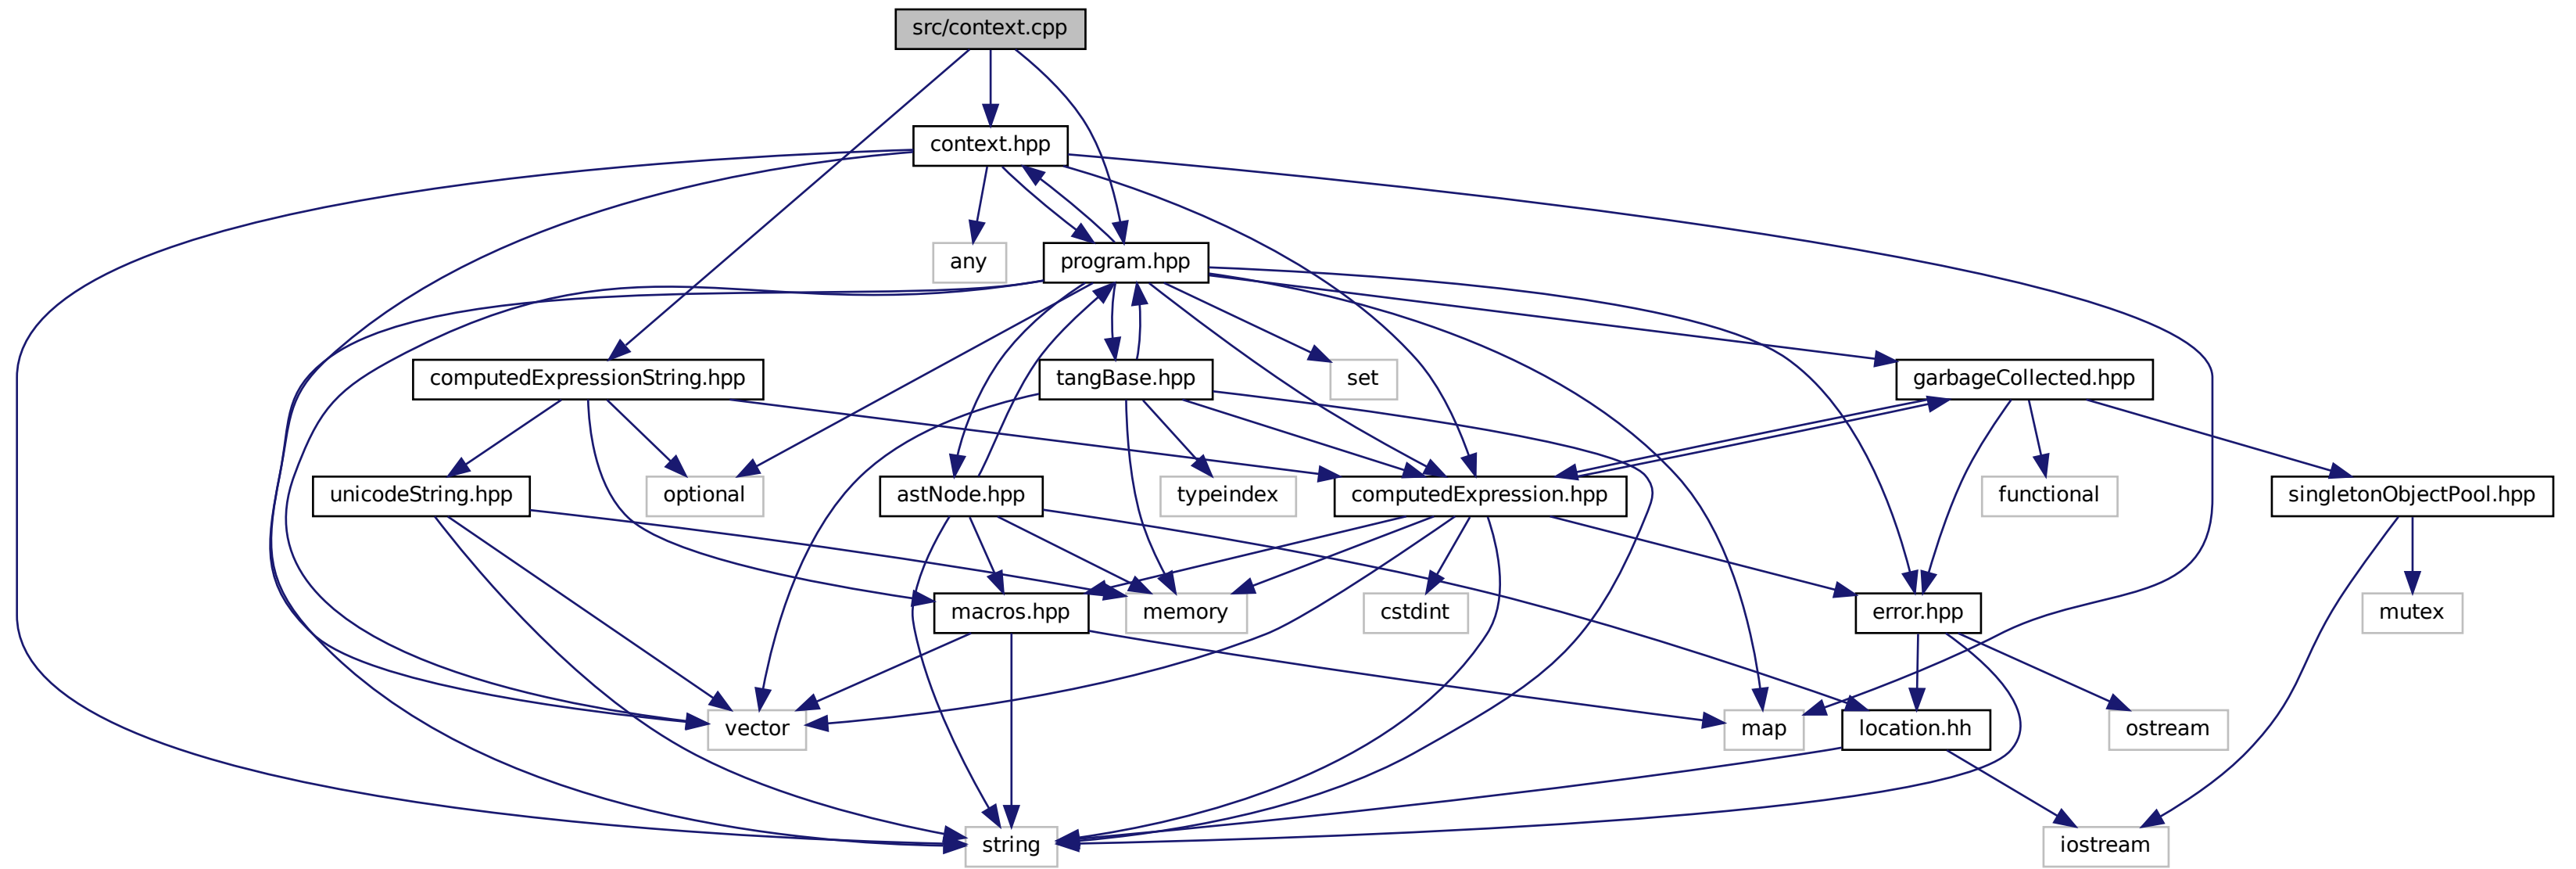 src/context.cpp
context.hpp
any
program.hpp
computedExpressionString.hpp
tangBase.hpp
set
garbageCollected.hpp
unicodeString.hpp
optional
astNode.hpp
typeindex
computedExpression.hpp
functional
singletonObjectPool.hpp
macros.hpp
memory
cstdint
error.hpp
mutex
vector
map
location.hh
ostream
string
iostream